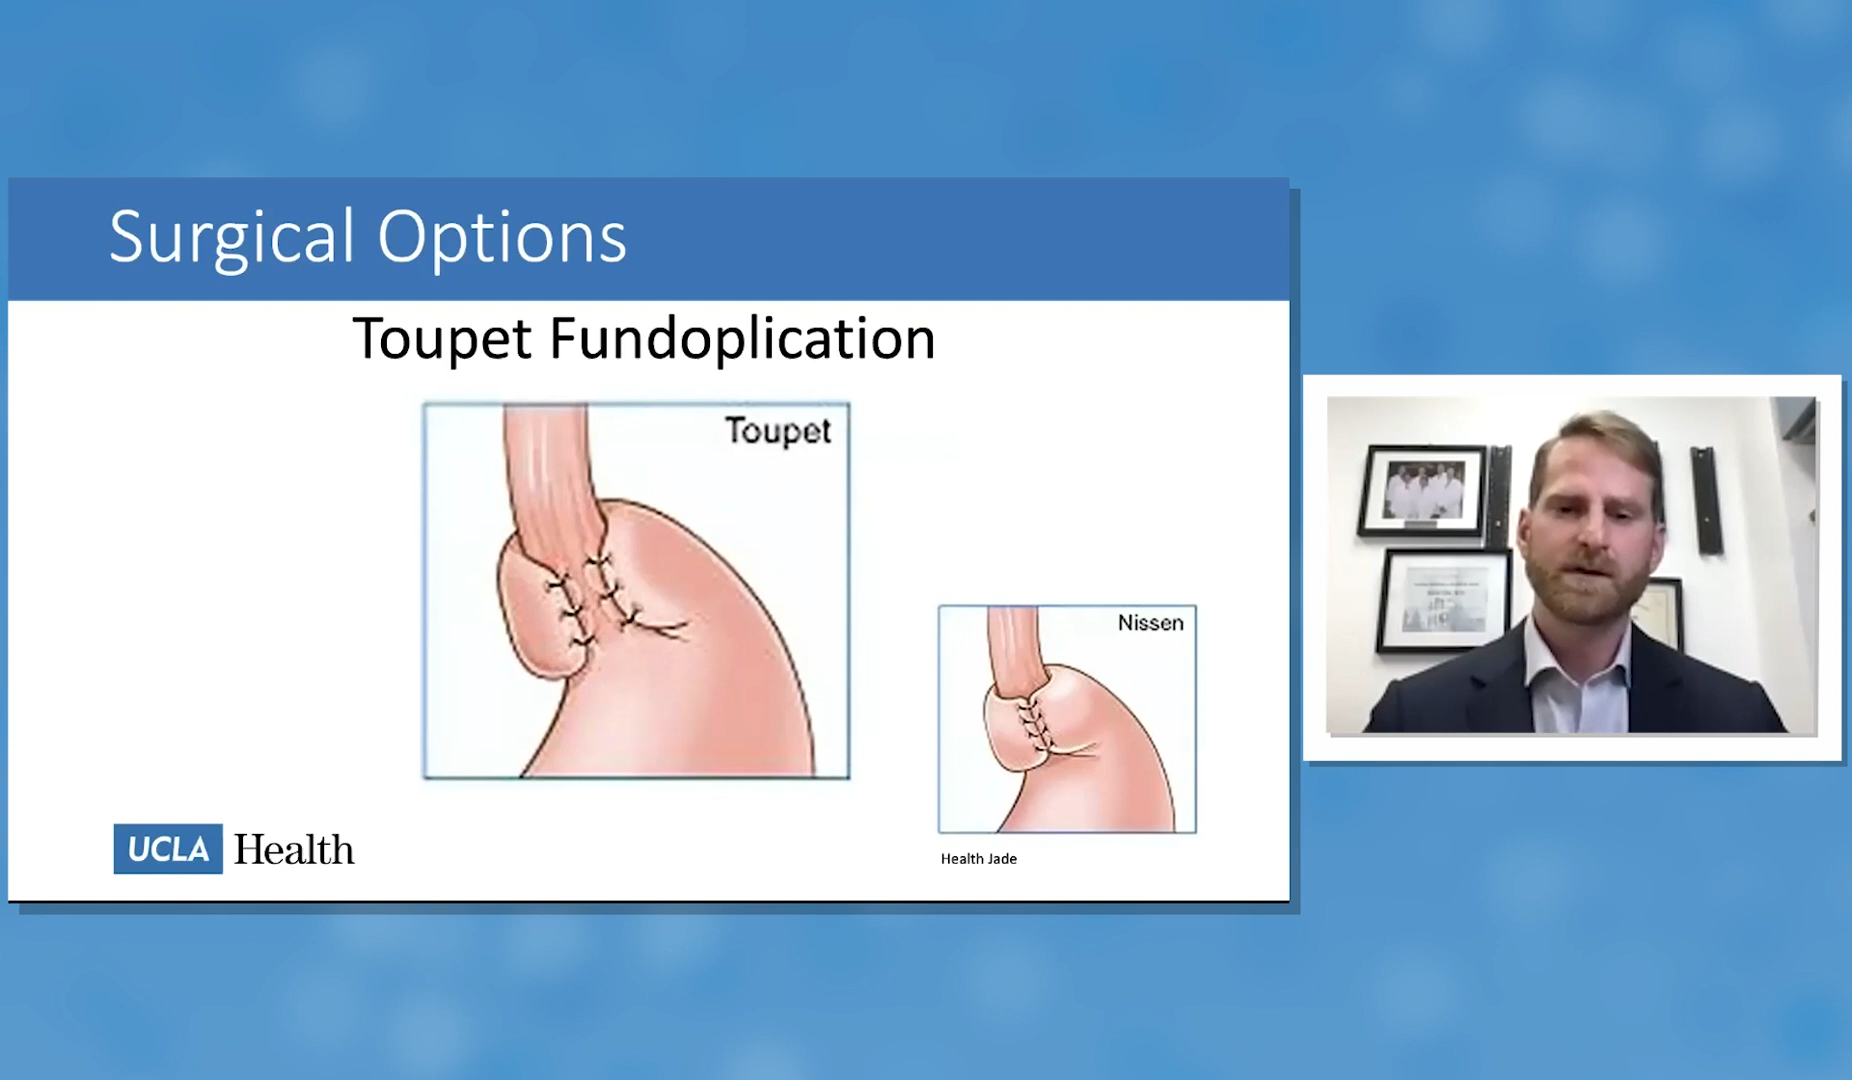 Surgical Options
Toupet Fundoplication
Toupet
Nissen
UCLA Health
Health Jade